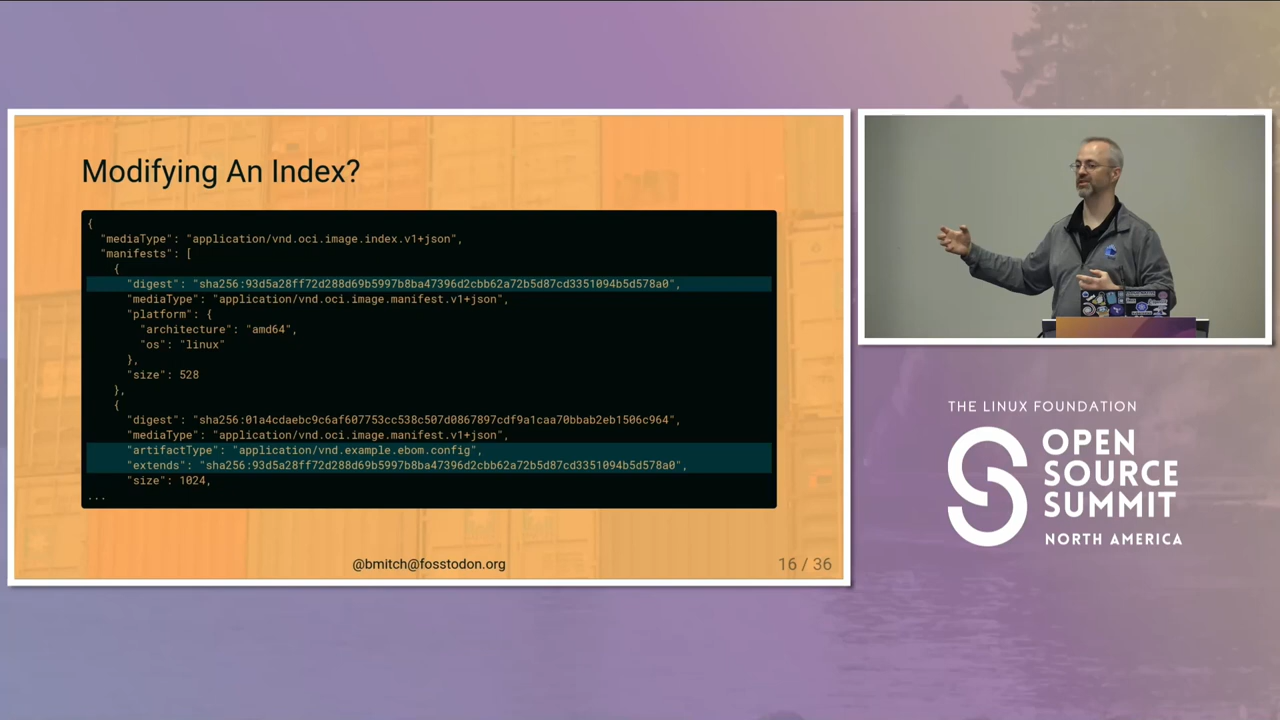 Modifying An Index?
{
"mediaType": "application/vnd.oci.image.index.v1+json",
"manifests": [
{
"digest": "sha256:93d5a28ff72d288d69b5997b8ba47396d2cbb62a72b5d87cd3351094b5d578a0",
"mediaType": "application/vnd.oci.image.manifest.v1+json",
"platform": {
"architecture": "amd64",
"os": "linux"
},
"size": 528
},
{
"digest": "sha256:01a4cdaebc9c6af607753cc538c507d0867897cdf9a1caa70bbab2eb1506c964",
"mediaType": "application/vnd.oci.image.manifest.v1+json",
"artifactType": "application/vnd.example.ebom.config",
"extends": "sha256:93d5a28ff72d288d69b5997b8ba47396d2cbb62a72b5d87cd3351094b5d578a0",
"size": 1024,
...
@bmitch@fosstodon.org
16 / 36
THE LINUX FOUNDATION
OPEN
SOURCE
SUMMIT
NORTH AMERICA